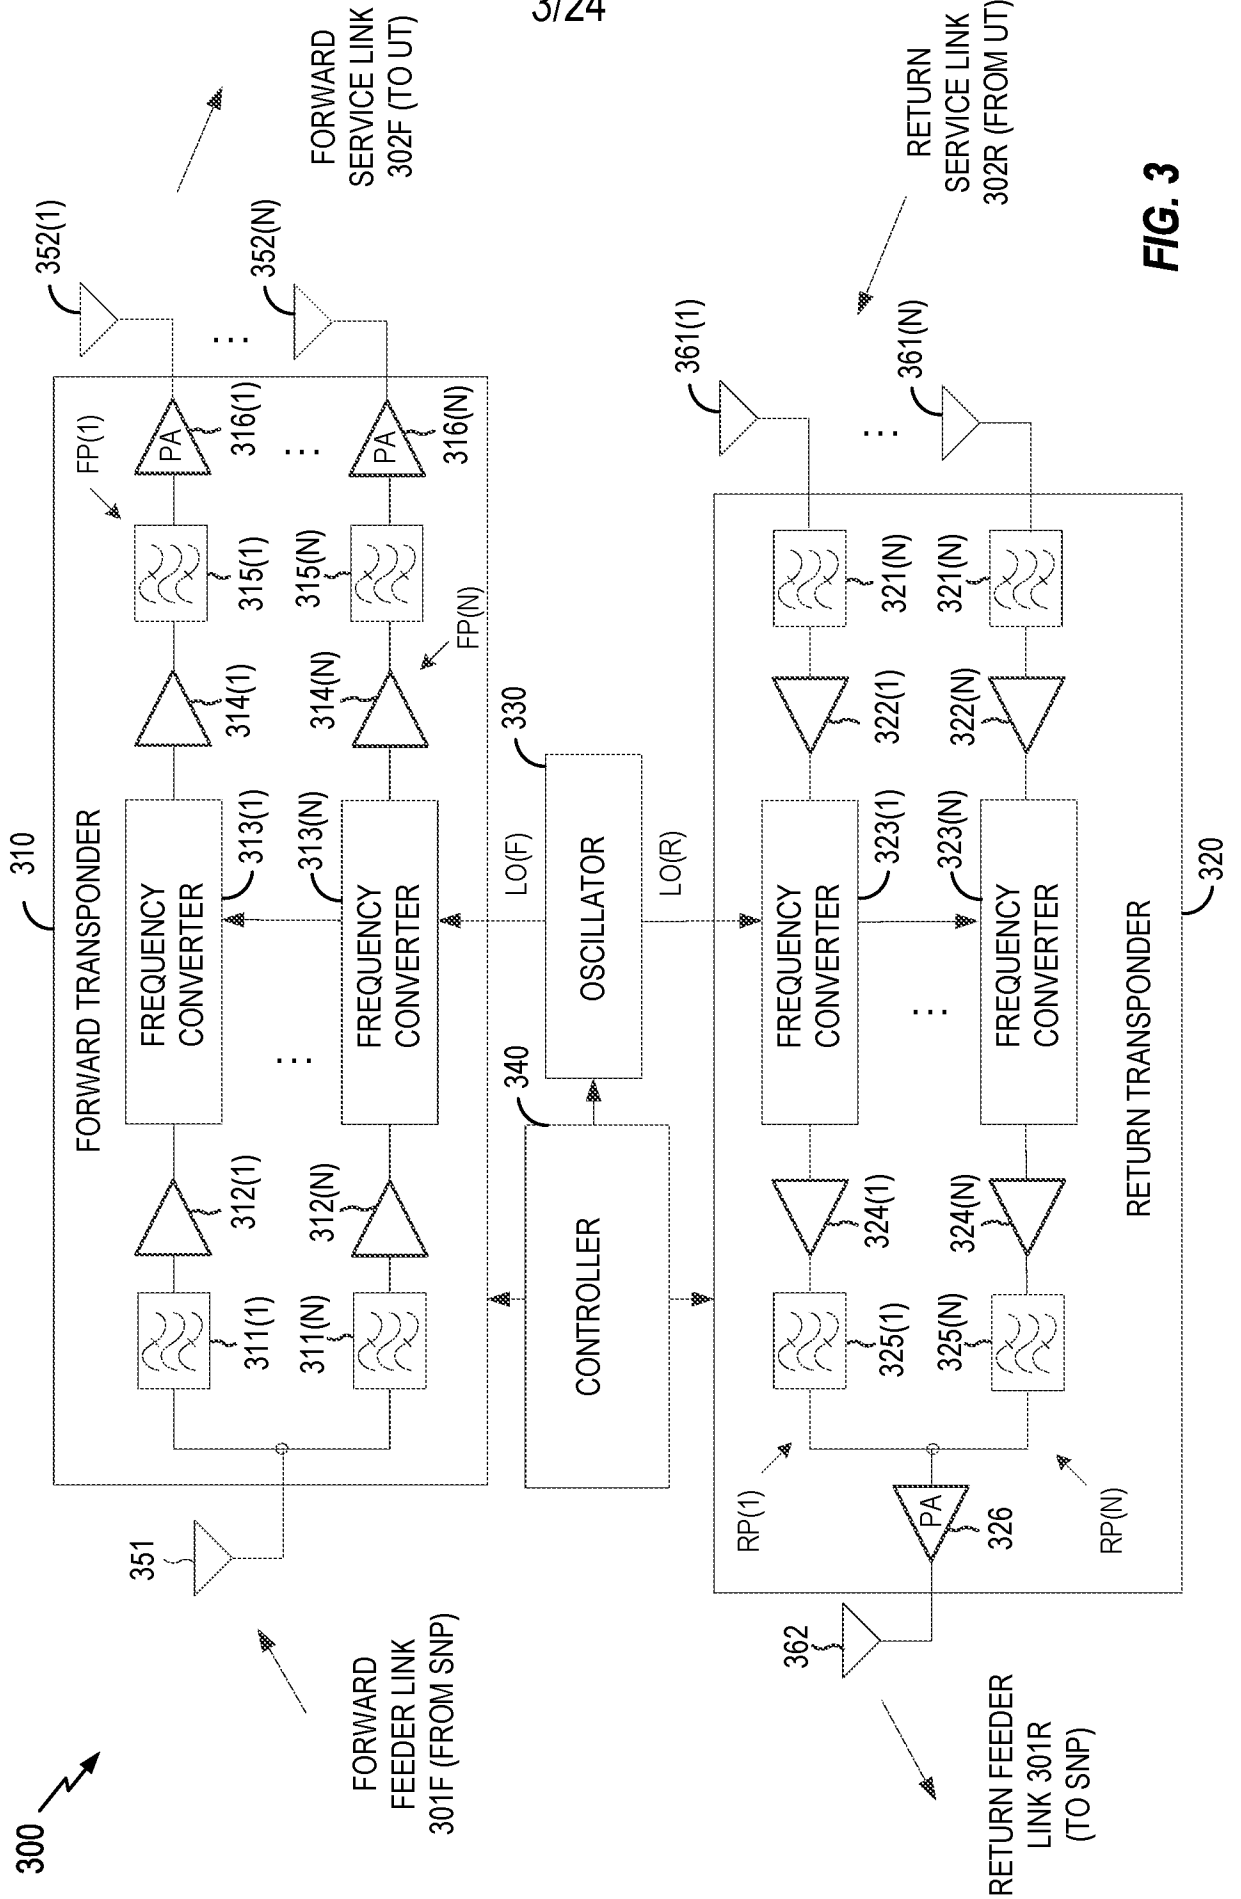 3/24
300
310
FORWARD TRANSPONDER
FORWARD
FEEDER LINK
301F (FROM SNP)
351
311(1)
312(1)
FREQUENCY
CONVERTER
313(1)
314(1)
315(1)
FP(1)
PA
316(1)
352(1)
FORWARD
SERVICE LINK
302F (TO UT)
311(N)
312(N)
...
FREQUENCY
CONVERTER
313(N)
314(N)
FP(N)
315(N)
...
PA
316(N)
...
352(N)
CONTROLLER
340
OSCILLATOR
330
LO(F)
LO(R)
RETURN FEEDER
LINK 301R
(TO SNP)
362
PA
326
RP(1)
325(1)
324(1)
FREQUENCY
CONVERTER
323(1)
322(1)
321(N)
361(1)
RETURN
SERVICE LINK
302R (FROM UT)
RP(N)
325(N)
324(N)
...
FREQUENCY
CONVERTER
323(N)
322(N)
321(N)
...
361(N)
RETURN TRANSPONDER
320
FIG. 3